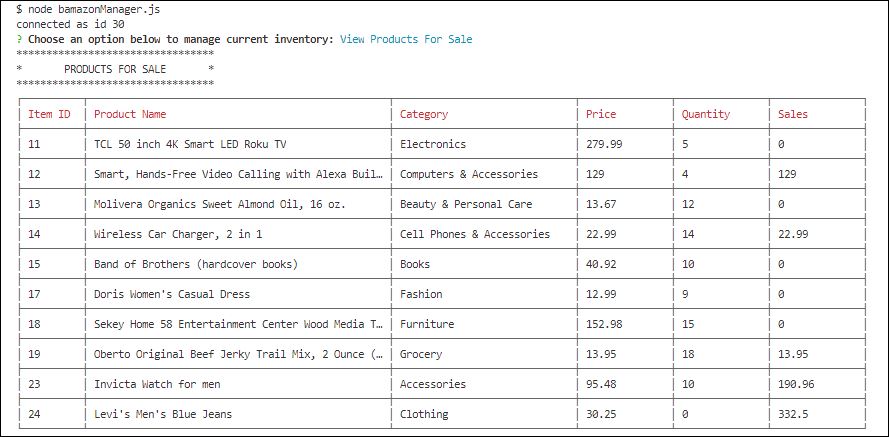 $ node bamazonManager.js
connected as id 30
? Choose an option below to manage current inventory: View Products For Sale
*********************************
* PRODUCTS FOR SALE *
*********************************
Item ID Product Name Category Price Quantity Sales
11 TCL 50 inch 4K Smart LED Roku TV Electronics 279.99 5 0
12 Smart, Hands-Free Video Calling with Alexa Buil… Computers & Accessories 129 4 129
13 Molivera Organics Sweet Almond Oil, 16 oz. Beauty & Personal Care 13.67 12 0
14 Wireless Car Charger, 2 in 1 Cell Phones & Accessories 22.99 14 22.99
15 Band of Brothers (hardcover books) Books 40.92 10 0
17 Doris Women's Casual Dress Fashion 12.99 9 0
18 Sekey Home 58 Entertainment Center Wood Media T… Furniture 152.98 15 0
19 Oberto Original Beef Jerky Trail Mix, 2 Ounce (… Grocery 13.95 18 13.95
23 Invicta Watch for men Accessories 95.48 10 190.96
24 Levi's Men's Blue Jeans Clothing 30.25 0 332.5